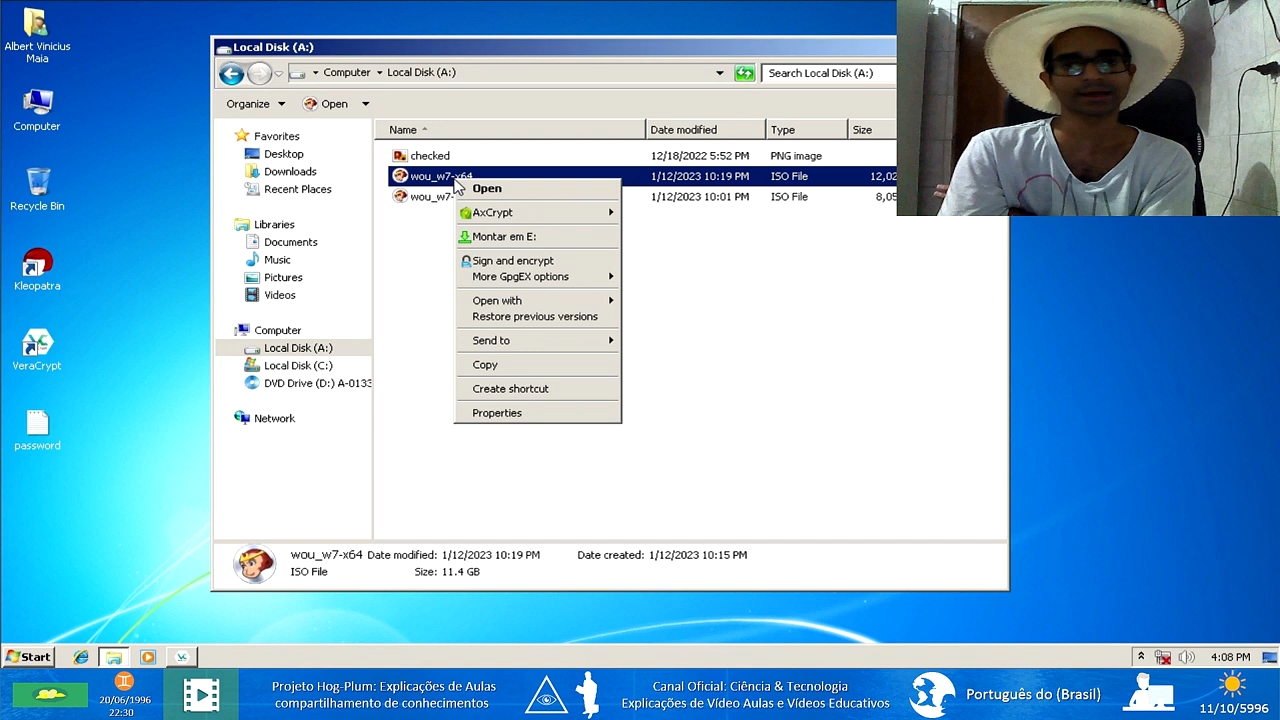 Albert Vinicius
Maia
Computer
Recycle Bin
Kleopatra
VeraCrypt
password
Local Disk (A:)
Computer
Local Disk (A:)
Search Local Disk (A:)
Organize
Open
Favorites
Desktop
Downloads
Recent Places
Libraries
Documents
Music
Pictures
Videos
Computer
Local Disk (A:)
Local Disk (C:)
DVD Drive (D:) A-0133
Network
Name Date modified Type Size
checked 12/18/2022 5:52 PM PNG image
wou_w7-x64 1/12/2023 10:19 PM ISO File 12,02
wou_w7- 1/12/2023 10:01 PM ISO File 8,05
Open
AxCrypt
Montar em E:
Sign and encrypt
More GpgEX options
Open with
Restore previous versions
Send to
Copy
Create shortcut
Properties
wou_w7-x64 Date modified: 1/12/2023 10:19 PM Date created: 1/12/2023 10:15 PM
ISO File Size: 11.4 GB
Start
4:08 PM
20/06/1996
22:30
Projeto Hog-Plum: Explicações de Aulas
compartilhamento de conhecimentos
Canal Oficial: Ciência & Tecnologia
Explicações de Vídeo Aulas e Vídeos Educativos
Português do (Brasil)
11/10/5996